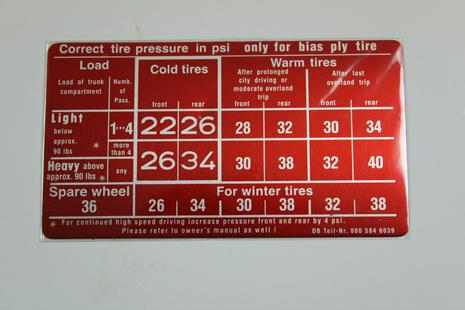 Correct tire pressure in psi only for bias ply tire
Load Cold tires Warm tires
Load of trunk compartment Numb. of Pass. front rear After prolonged city driving or moderate overland trip front rear After last overland trip front rear
Light below approx. 90 lbs * 1···4 22 26 28 32 30 34
more than 4
Heavy above approx. 90 lbs * any 26 34 30 38 32 40
Spare wheel For winter tires
36 26 34 30 38 32 38
* For continued high speed driving increase pressure front and rear by 4 psi.
Please refer to owner's manual as well ! DB Teil-Nr. 000 584 6039